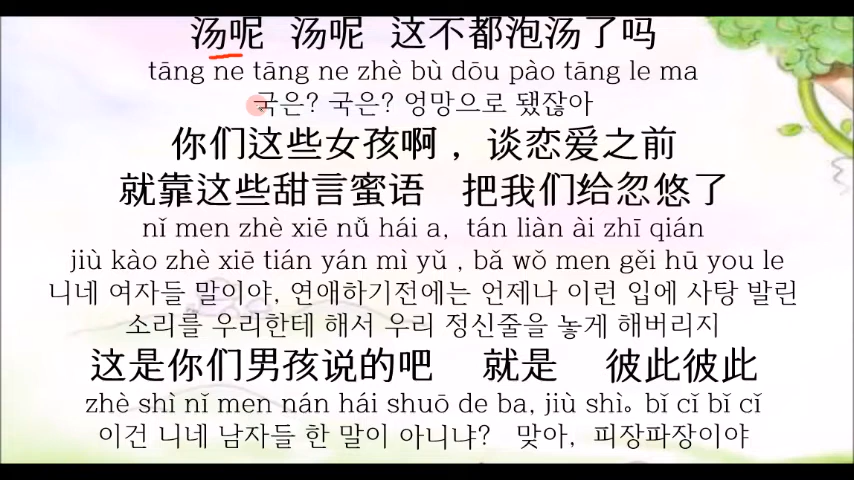 汤呢 汤呢 这不都泡汤了吗
tāng ne tāng ne zhè bù dōu pào tāng le ma
국은? 국은? 엉망으로 됐잖아
你们这些女孩啊，谈恋爱之前
就靠这些甜言蜜语 把我们给忽悠了
nǐ men zhè xiē nǚ hái a, tán liàn ài zhī qián
jiù kào zhè xiē tián yán mì yǔ , bǎ wǒ men gěi hū you le
니네 여자들 말이야, 연애하기전에는 언제나 이런 입에 사탕 발린
소리를 우리한테 해서 우리 정신줄을 놓게 해버리지
这是你们男孩说的吧 就是 彼此彼此
zhè shì nǐ men nán hái shuō de ba, jiù shì。bǐ cǐ bǐ cǐ
이건 니네 남자들 한 말이 아니냐? 맞아, 피장파장이야